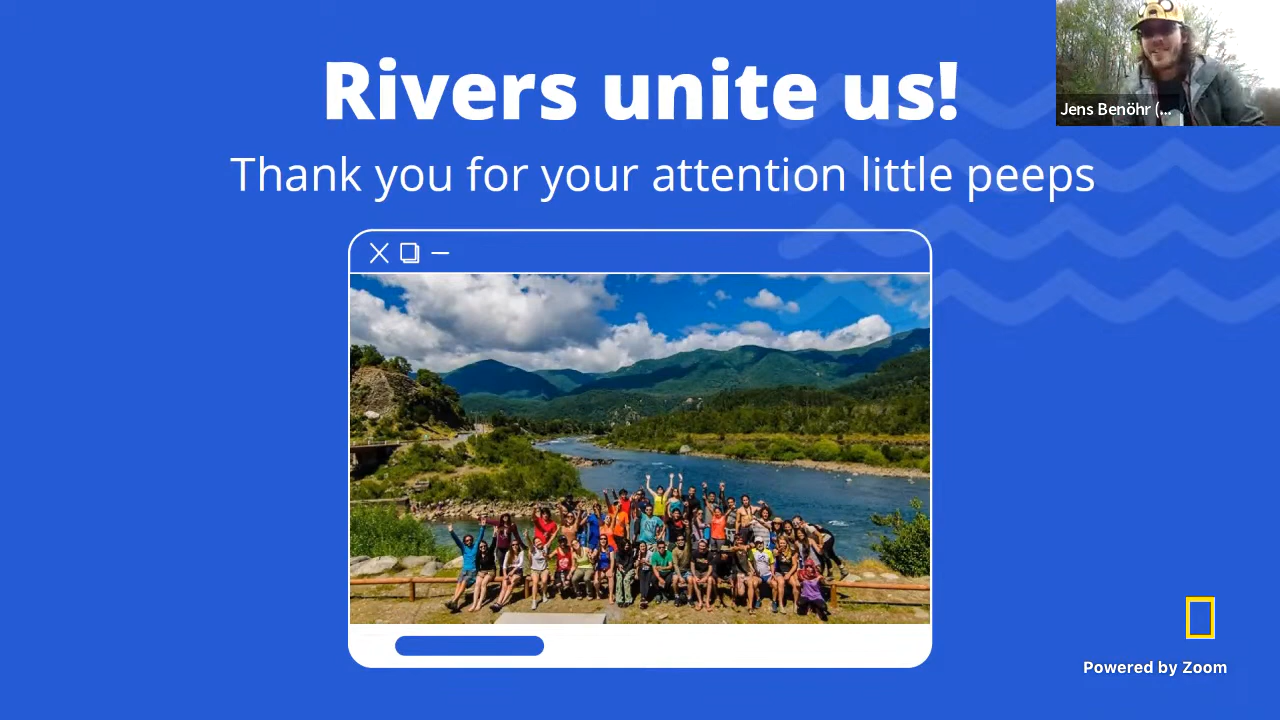 Rivers unite us!
Jens Benöhr (...
Thank you for your attention little peeps
Powered by Zoom